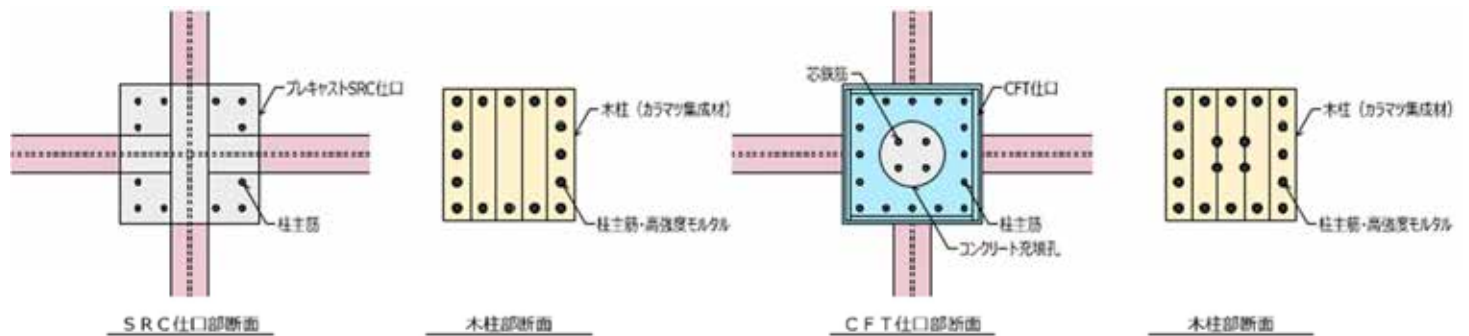 プレキャストSRC仕口
柱主筋
SRC仕口部断面
木柱（カラマツ集成材）
柱主筋・高強度モルタル
木柱部断面
芯鉄筋
CFT仕口
柱主筋
コンクリート充填孔
CFT仕口部断面
木柱（カラマツ集成材）
柱主筋・高強度モルタル
木柱部断面